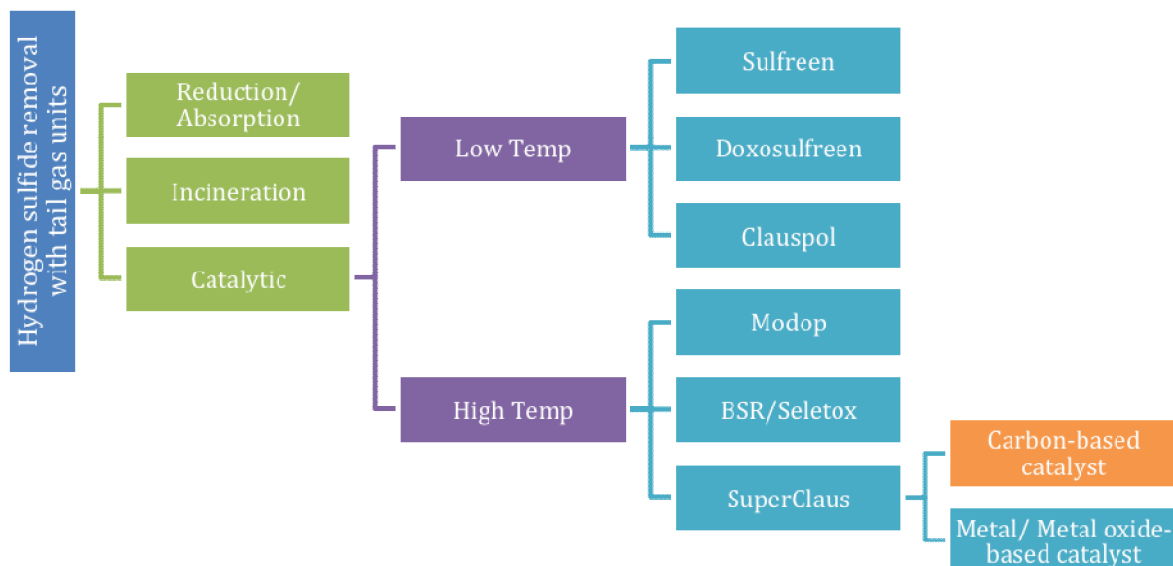 Hydrogen sulfide removal
with tail gas units
Reduction/
Absorption
Incineration
Catalytic
Low Temp
High Temp
Sulfreen
Doxosulfreen
Clauspol
Modop
BSR/Seletox
SuperClaus
Carbon-based
catalyst
Metal/ Metal oxide-
based catalyst